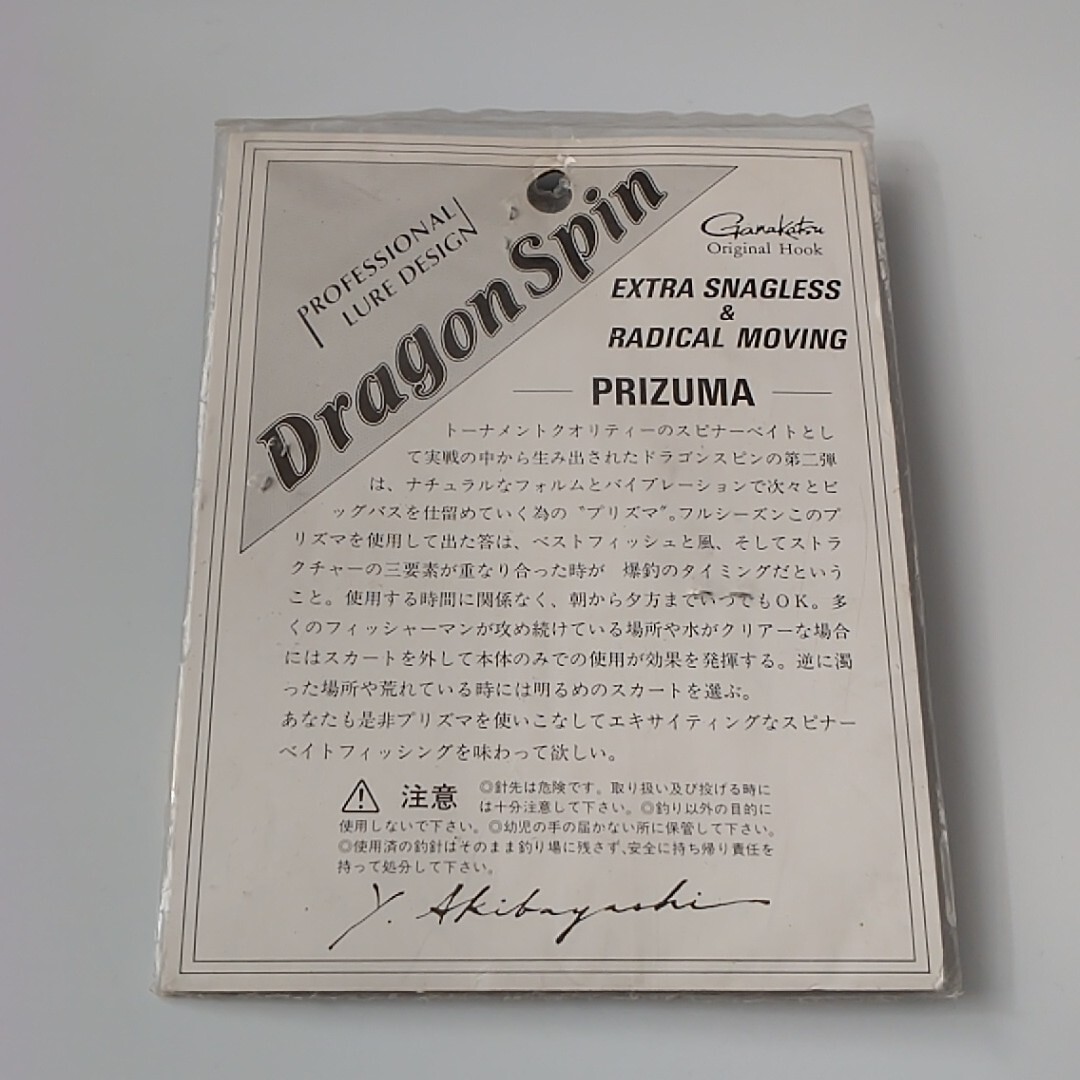 PROFESSIONAL
LURE DESIGN
Dragon Spin
Gamakatsu
Original Hook
EXTRA SNAGLESS
&
RADICAL MOVING
PRIZUMA
トーナメントクオリティーのスピナーベイトとし
て実戦の中から生み出されたドラゴンスピンの第二弾
は、ナチュラルなフォルムとバイブレーションで次々とビ
ッグバスを仕留めていく為の〝プリズマ〟。フルシーズンこのプ
リズマを使用して出た答は、ベストフィッシュと風、そしてストラ
クチャーの三要素が重なり合った時が 爆釣のタイミングだという
こと。使用する時間に関係なく、朝から夕方までいつでもOK。多
くのフィッシャーマンが攻め続けている場所や水がクリアーな場合
にはスカートを外して本体のみでの使用が効果を発揮する。逆に濁
った場所や荒れている時には明るめのスカートを選ぶ。
あなたも是非プリズマを使いこなしてエキサイティングなスピナー
ベイトフィッシングを味わって欲しい。
注意 ◎針先は危険です。取り扱い及び投げる時に
は十分注意して下さい。◎釣り以外の目的に
使用しないで下さい。◎幼児の手の届かない所に保管して下さい。
◎使用済の釣針はそのまま釣り場に残さず、安全に持ち帰り責任を
持って処分して下さい。
Y. Akibayashi